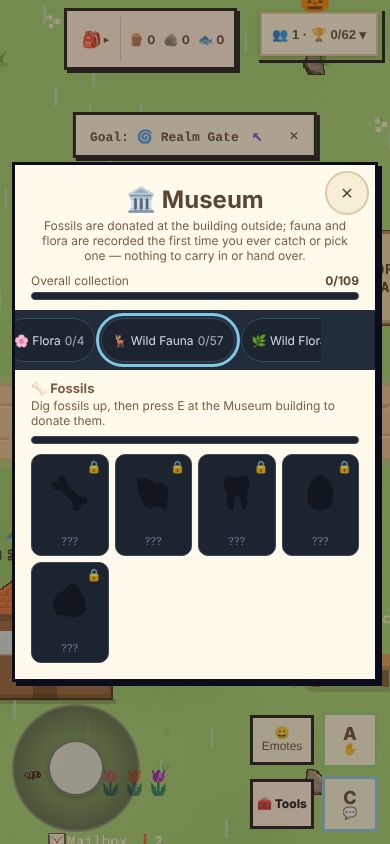 0 0 0
1 · 0/62
Goal: Realm Gate
Museum
Fossils are donated at the building outside; fauna and
flora are recorded the first time you ever catch or pick
one — nothing to carry in or hand over.
Overall collection 0/109
Flora 0/4 Wild Fauna 0/57 Wild Flora
Fossils
Dig fossils up, then press E at the Museum building to
donate them.
??? ??? ??? ???
???
Emotes A
Tools C
Mailbox